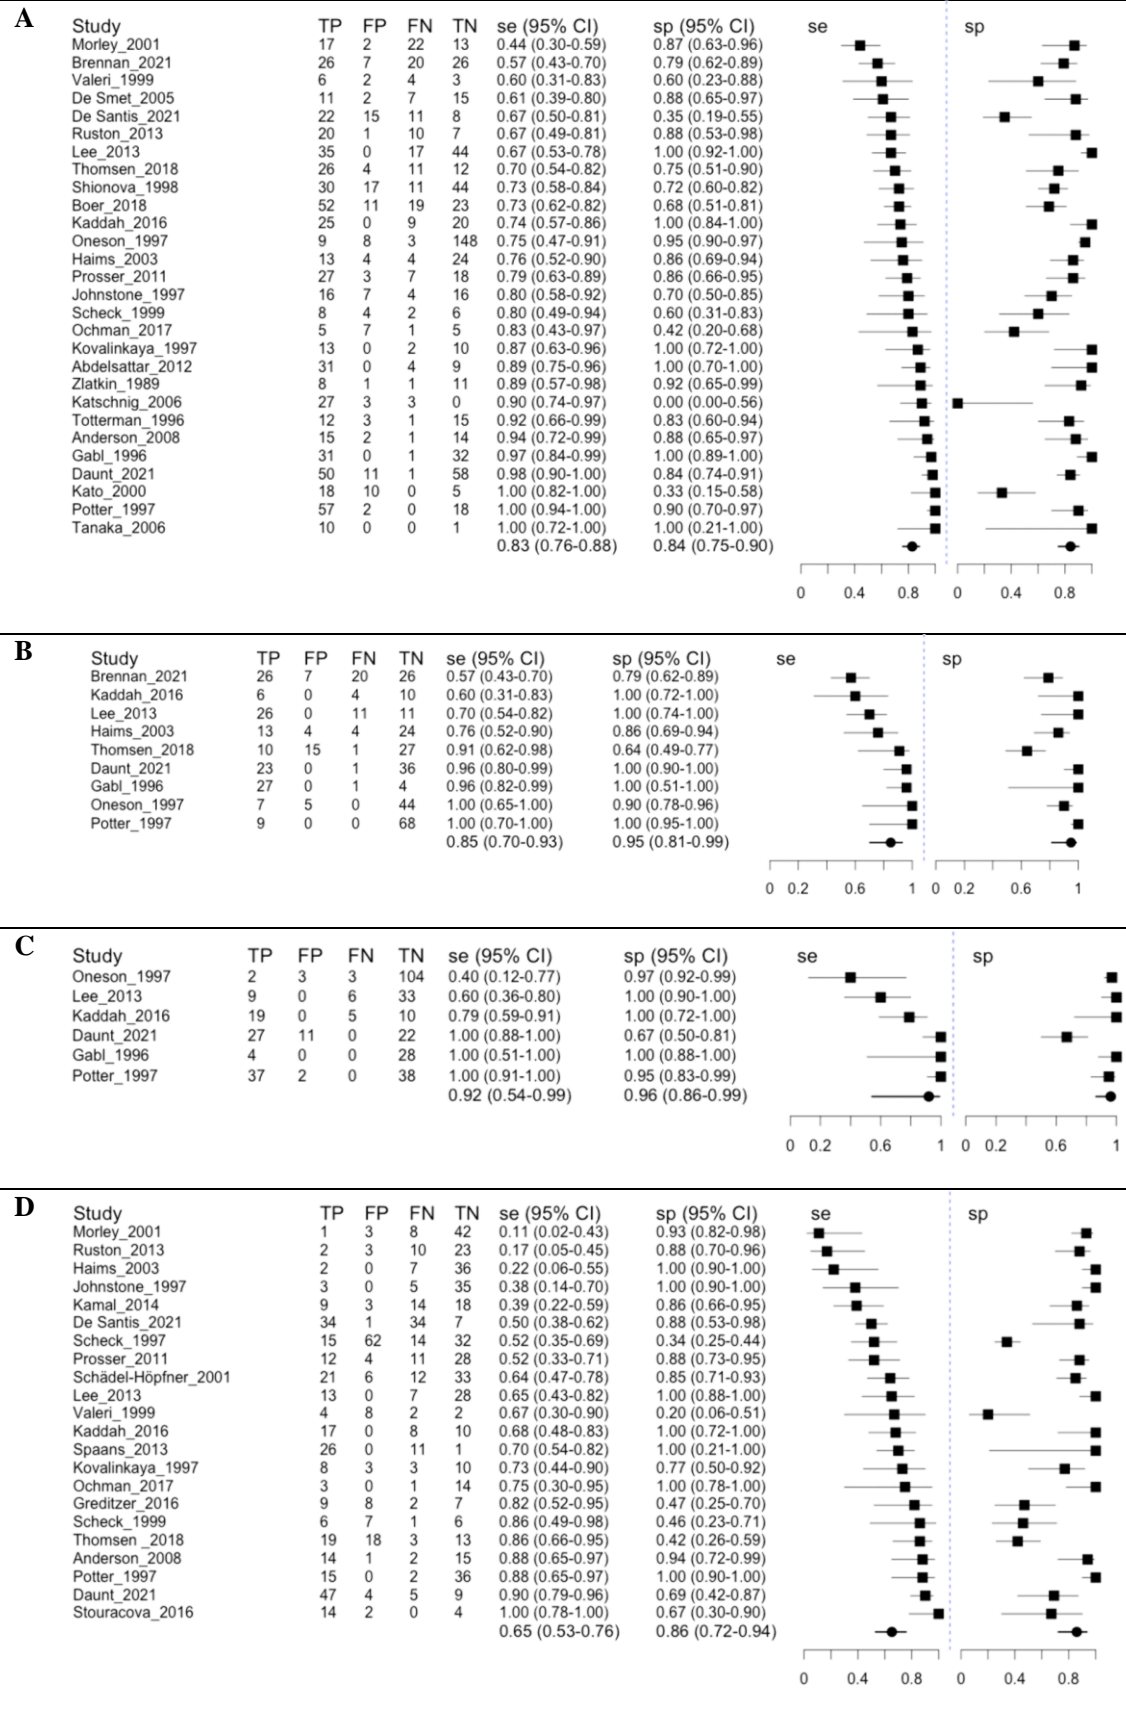 A
Study TP FP FN TN se (95% CI) sp (95% CI) se sp
Morley_2001 17 2 22 13 0.44 (0.30-0.59) 0.87 (0.63-0.96)
Brennan_2021 26 7 20 26 0.57 (0.43-0.70) 0.79 (0.62-0.89)
Valeri_1999 6 2 4 3 0.60 (0.31-0.83) 0.60 (0.23-0.88)
De Smet_2005 11 2 7 15 0.61 (0.39-0.80) 0.88 (0.65-0.97)
De Santis_2021 22 15 11 8 0.67 (0.50-0.81) 0.35 (0.19-0.55)
Ruston_2013 20 1 10 7 0.67 (0.49-0.81) 0.88 (0.53-0.98)
Lee_2013 35 0 17 44 0.67 (0.53-0.78) 1.00 (0.92-1.00)
Thomsen_2018 26 4 11 12 0.70 (0.54-0.82) 0.75 (0.51-0.90)
Shionova_1998 30 17 11 44 0.73 (0.58-0.84) 0.72 (0.60-0.82)
Boer_2018 52 11 19 23 0.73 (0.62-0.82) 0.68 (0.51-0.81)
Kaddah_2016 25 0 9 20 0.74 (0.57-0.86) 1.00 (0.84-1.00)
Oneson_1997 9 8 3 148 0.75 (0.47-0.91) 0.95 (0.90-0.97)
Haims_2003 13 4 4 24 0.76 (0.52-0.90) 0.86 (0.69-0.94)
Prosser_2011 27 3 7 18 0.79 (0.63-0.89) 0.86 (0.66-0.95)
Johnstone_1997 16 7 4 16 0.80 (0.58-0.92) 0.70 (0.50-0.85)
Scheck_1999 8 4 2 6 0.80 (0.49-0.94) 0.60 (0.31-0.83)
Ochman_2017 5 7 1 5 0.83 (0.43-0.97) 0.42 (0.20-0.68)
Kovalinkaya_1997 13 0 2 10 0.87 (0.63-0.96) 1.00 (0.72-1.00)
Abdelsattar_2012 31 0 4 9 0.89 (0.75-0.96) 1.00 (0.70-1.00)
Zlatkin_1989 8 1 1 11 0.89 (0.57-0.98) 0.92 (0.65-0.99)
Katschnig_2006 27 3 3 0 0.90 (0.74-0.97) 0.00 (0.00-0.56)
Totterman_1996 12 3 1 15 0.92 (0.66-0.99) 0.83 (0.60-0.94)
Anderson_2008 15 2 1 14 0.94 (0.72-0.99) 0.88 (0.65-0.97)
Gabl_1996 31 0 1 32 0.97 (0.84-0.99) 1.00 (0.89-1.00)
Daunt_2021 50 11 1 58 0.98 (0.90-1.00) 0.84 (0.74-0.91)
Kato_2000 18 10 0 5 1.00 (0.82-1.00) 0.33 (0.15-0.58)
Potter_1997 57 2 0 18 1.00 (0.94-1.00) 0.90 (0.70-0.97)
Tanaka_2006 10 0 0 1 1.00 (0.72-1.00) 1.00 (0.21-1.00)
0.83 (0.76-0.88) 0.84 (0.75-0.90)
0 0.4 0.8 0 0.4 0.8
B
Study TP FP FN TN se (95% CI) sp (95% CI) se sp
Brennan_2021 26 7 20 26 0.57 (0.43-0.70) 0.79 (0.62-0.89)
Kaddah_2016 6 0 4 10 0.60 (0.31-0.83) 1.00 (0.72-1.00)
Lee_2013 26 0 11 11 0.70 (0.54-0.82) 1.00 (0.74-1.00)
Haims_2003 13 4 4 24 0.76 (0.52-0.90) 0.86 (0.69-0.94)
Thomsen_2018 10 15 1 27 0.91 (0.62-0.98) 0.64 (0.49-0.77)
Daunt_2021 23 0 1 36 0.96 (0.80-0.99) 1.00 (0.90-1.00)
Gabl_1996 27 0 1 4 0.96 (0.82-0.99) 1.00 (0.51-1.00)
Oneson_1997 7 5 0 44 1.00 (0.65-1.00) 0.90 (0.78-0.96)
Potter_1997 9 0 0 68 1.00 (0.70-1.00) 1.00 (0.95-1.00)
0.85 (0.70-0.93) 0.95 (0.81-0.99)
0 0.2 0.6 1 0 0.2 0.6 1
C
Study TP FP FN TN se (95% CI) sp (95% CI) se sp
Oneson_1997 2 3 3 104 0.40 (0.12-0.77) 0.97 (0.92-0.99)
Lee_2013 9 0 6 33 0.60 (0.36-0.80) 1.00 (0.90-1.00)
Kaddah_2016 19 0 5 10 0.79 (0.59-0.91) 1.00 (0.72-1.00)
Daunt_2021 27 11 0 22 1.00 (0.88-1.00) 0.67 (0.50-0.81)
Gabl_1996 4 0 0 28 1.00 (0.51-1.00) 1.00 (0.88-1.00)
Potter_1997 37 2 0 38 1.00 (0.91-1.00) 0.95 (0.83-0.99)
0.92 (0.54-0.99) 0.96 (0.86-0.99)
0 0.2 0.6 1 0 0.2 0.6 1
D
Study TP FP FN TN se (95% CI) sp (95% CI) se sp
Morley_2001 1 3 8 42 0.11 (0.02-0.43) 0.93 (0.82-0.98)
Ruston_2013 2 3 10 23 0.17 (0.05-0.45) 0.88 (0.70-0.96)
Haims_2003 2 0 7 36 0.22 (0.06-0.55) 1.00 (0.90-1.00)
Johnstone_1997 3 0 5 35 0.38 (0.14-0.70) 1.00 (0.90-1.00)
Kamal_2014 9 3 14 18 0.39 (0.22-0.59) 0.86 (0.66-0.95)
De Santis_2021 34 1 34 7 0.50 (0.38-0.62) 0.88 (0.53-0.98)
Scheck_1997 15 62 14 32 0.52 (0.35-0.69) 0.34 (0.25-0.44)
Prosser_2011 12 4 11 28 0.52 (0.33-0.71) 0.88 (0.73-0.95)
Schädel-Höpfner_2001 21 6 12 33 0.64 (0.47-0.78) 0.85 (0.71-0.93)
Lee_2013 13 0 7 28 0.65 (0.43-0.82) 1.00 (0.88-1.00)
Valeri_1999 4 8 2 2 0.67 (0.30-0.90) 0.20 (0.06-0.51)
Kaddah_2016 17 0 8 10 0.68 (0.48-0.83) 1.00 (0.72-1.00)
Spaans_2013 26 0 11 1 0.70 (0.54-0.82) 1.00 (0.21-1.00)
Kovalinkaya_1997 8 3 3 10 0.73 (0.44-0.90) 0.77 (0.50-0.92)
Ochman_2017 3 0 1 14 0.75 (0.30-0.95) 1.00 (0.78-1.00)
Greditzer_2016 9 8 2 7 0.82 (0.52-0.95) 0.47 (0.25-0.70)
Scheck_1999 6 7 1 6 0.86 (0.49-0.98) 0.46 (0.23-0.71)
Thomsen _2018 19 18 3 13 0.86 (0.66-0.95) 0.42 (0.26-0.59)
Anderson_2008 14 1 2 15 0.88 (0.65-0.97) 0.94 (0.72-0.99)
Potter_1997 15 0 2 36 0.88 (0.65-0.97) 1.00 (0.90-1.00)
Daunt_2021 47 4 5 9 0.90 (0.79-0.96) 0.69 (0.42-0.87)
Stouracova_2016 14 2 0 4 1.00 (0.78-1.00) 0.67 (0.30-0.90)
0.65 (0.53-0.76) 0.86 (0.72-0.94)
0 0.4 0.8 0 0.4 0.8